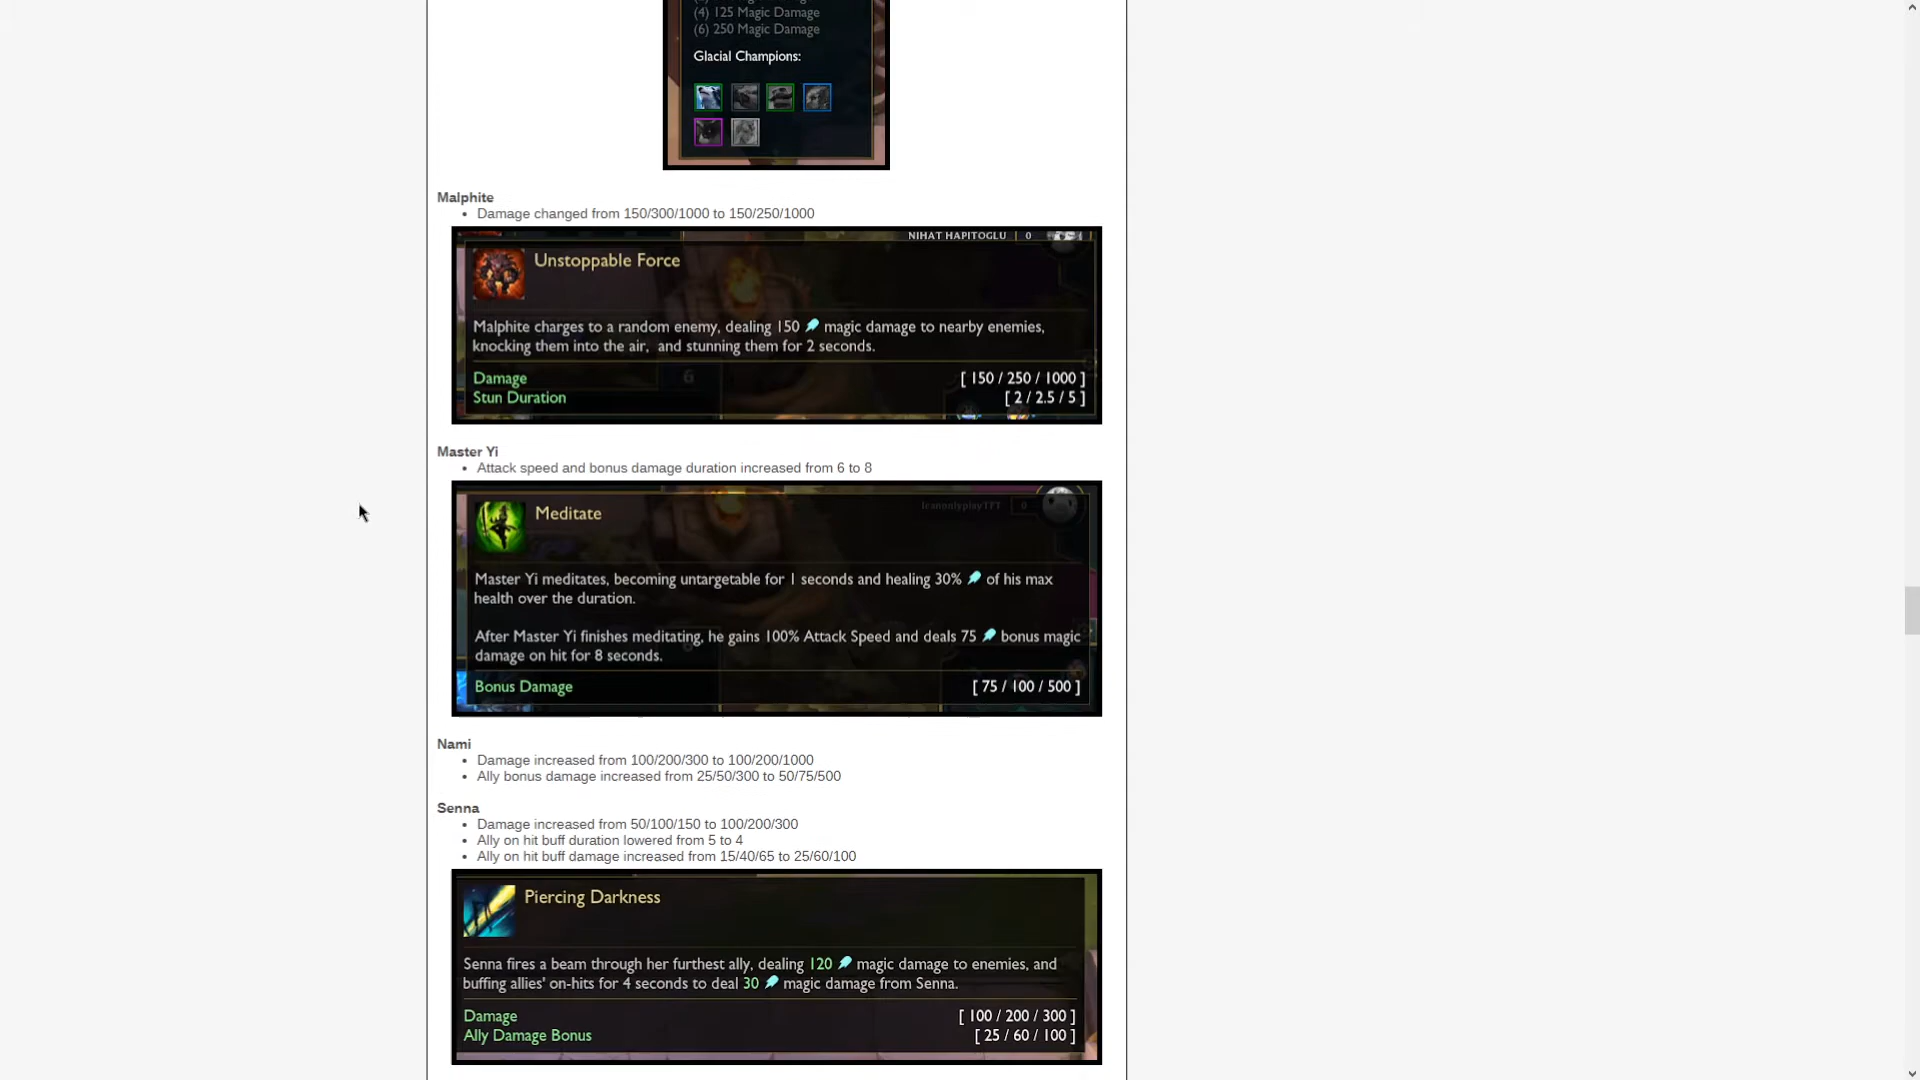 (4) 125 Magic Damage
(6) 250 Magic Damage
Glacial Champions:
Malphite
• Damage changed from 150/300/1000 to 150/250/1000
NIHAT HAPITOGLU | 0
Unstoppable Force
Malphite charges to a random enemy, dealing 150 magic damage to nearby enemies,
knocking them into the air, and stunning them for 2 seconds.
6
Damage [ 150 / 250 / 1000 ]
Stun Duration [ 2 / 2.5 / 5 ]
Master Yi
• Attack speed and bonus damage duration increased from 6 to 8
Meditate
Master Yi meditates, becoming untargetable for 1 seconds and healing 30% of his max
health over the duration.
After Master Yi finishes meditating, he gains 100% Attack Speed and deals 75 bonus magic
damage on hit for 8 seconds.
Bonus Damage [ 75 / 100 / 500 ]
Nami
• Damage increased from 100/200/300 to 100/200/1000
• Ally bonus damage increased from 25/50/300 to 50/75/500
Senna
• Damage increased from 50/100/150 to 100/200/300
• Ally on hit buff duration lowered from 5 to 4
• Ally on hit buff damage increased from 15/40/65 to 25/60/100
Piercing Darkness
Senna fires a beam through her furthest ally, dealing 120 magic damage to enemies, and
buffing allies' on-hits for 4 seconds to deal 30 magic damage from Senna.
Damage [ 100 / 200 / 300 ]
Ally Damage Bonus [ 25 / 60 / 100 ]